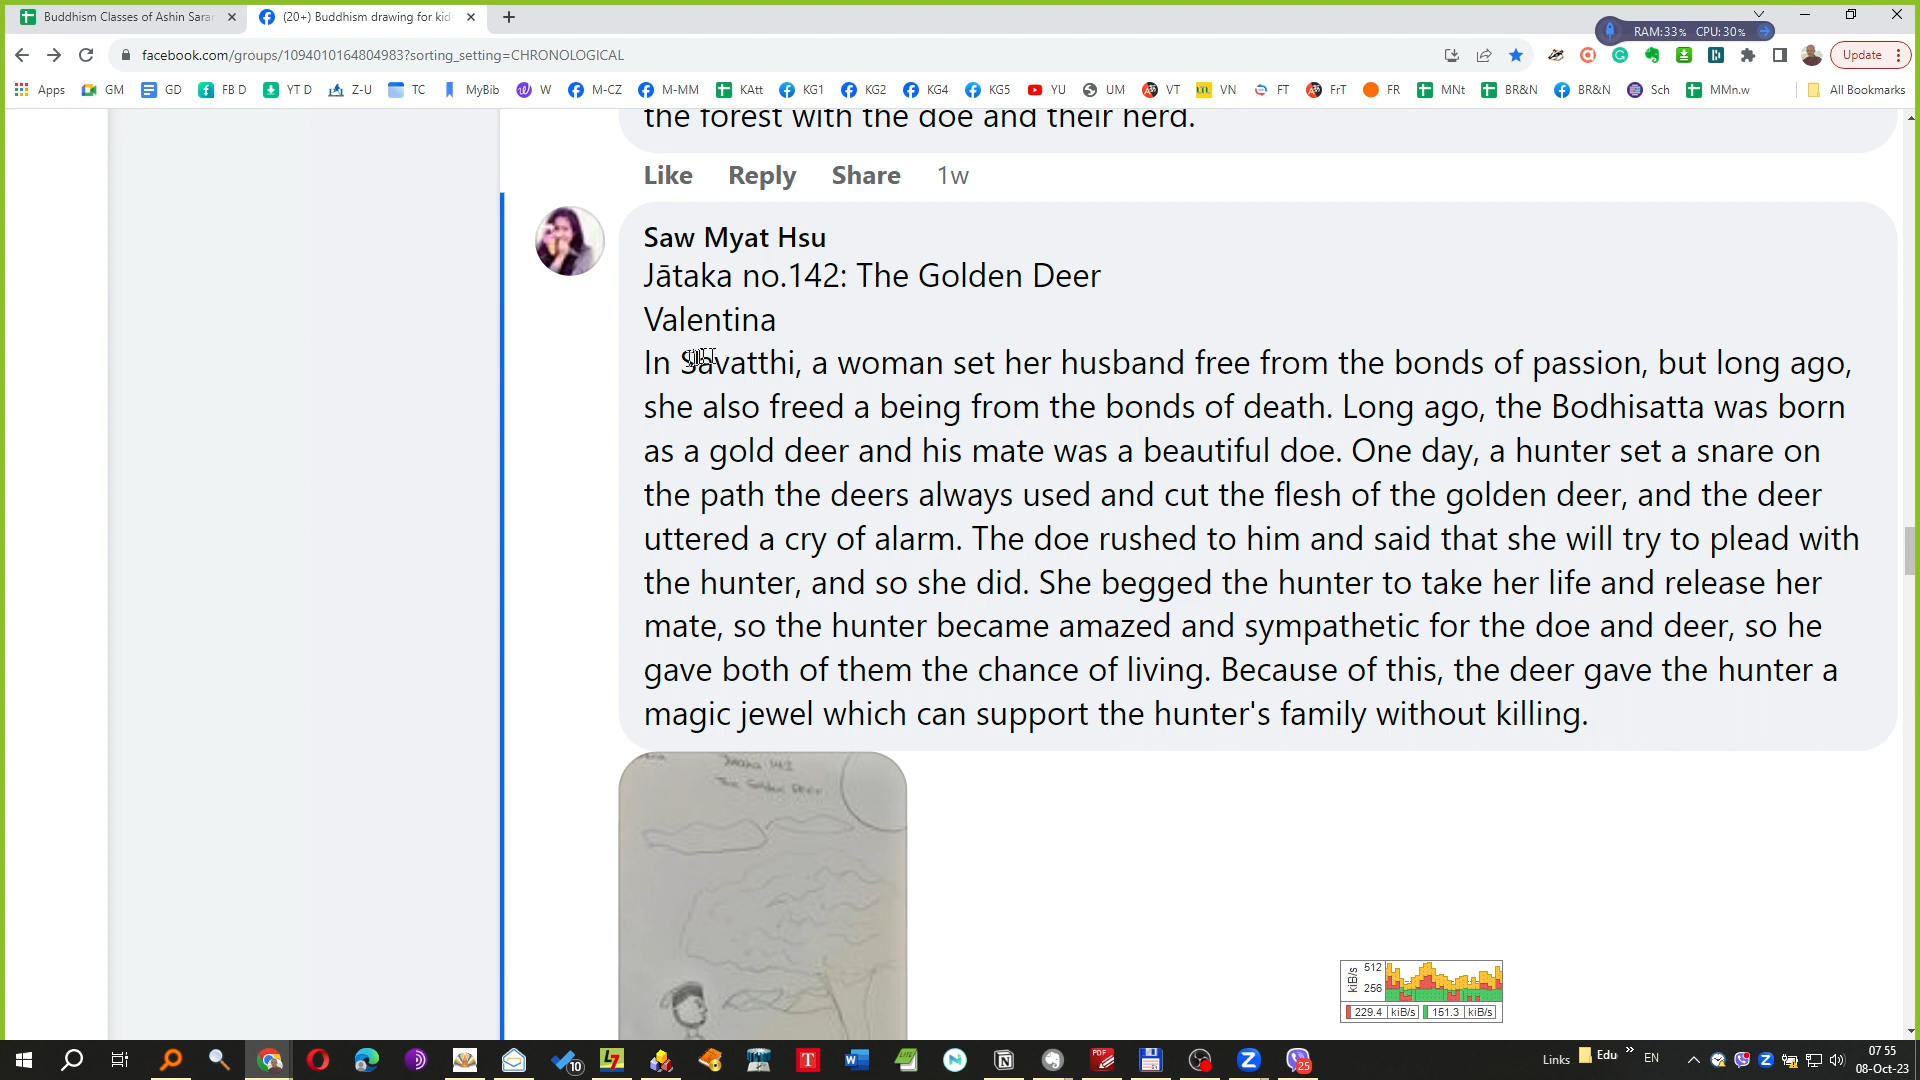 Buddhism Classes of Ashin Sarar
(20+) Buddhism drawing for kid
RAM:33% CPU:30%
facebook.com/groups/1094010164804983?sorting_setting=CHRONOLOGICAL
Update
Apps GM GD FB D YT D Z-U TC MyBib W M-CZ M-MM KAtt KG1 KG2 KG4 KG5 YU UM VT VN FT FrT FR MNt BR&N BR&N Sch MMn.w All Bookmarks
the forest with the doe and their herd.
Like Reply Share 1w
Saw Myat Hsu
Jātaka no.142: The Golden Deer
Valentina
In Savatthi, a woman set her husband free from the bonds of passion, but long ago,
she also freed a being from the bonds of death. Long ago, the Bodhisatta was born
as a gold deer and his mate was a beautiful doe. One day, a hunter set a snare on
the path the deers always used and cut the flesh of the golden deer, and the deer
uttered a cry of alarm. The doe rushed to him and said that she will try to plead with
the hunter, and so she did. She begged the hunter to take her life and release her
mate, so the hunter became amazed and sympathetic for the doe and deer, so he
gave both of them the chance of living. Because of this, the deer gave the hunter a
magic jewel which can support the hunter's family without killing.
The Golden Deer
kiB/s 512
256
229.4 kiB/s 151.3 kiB/s
Links Edu » EN
07 55
08-Oct-23
10
25